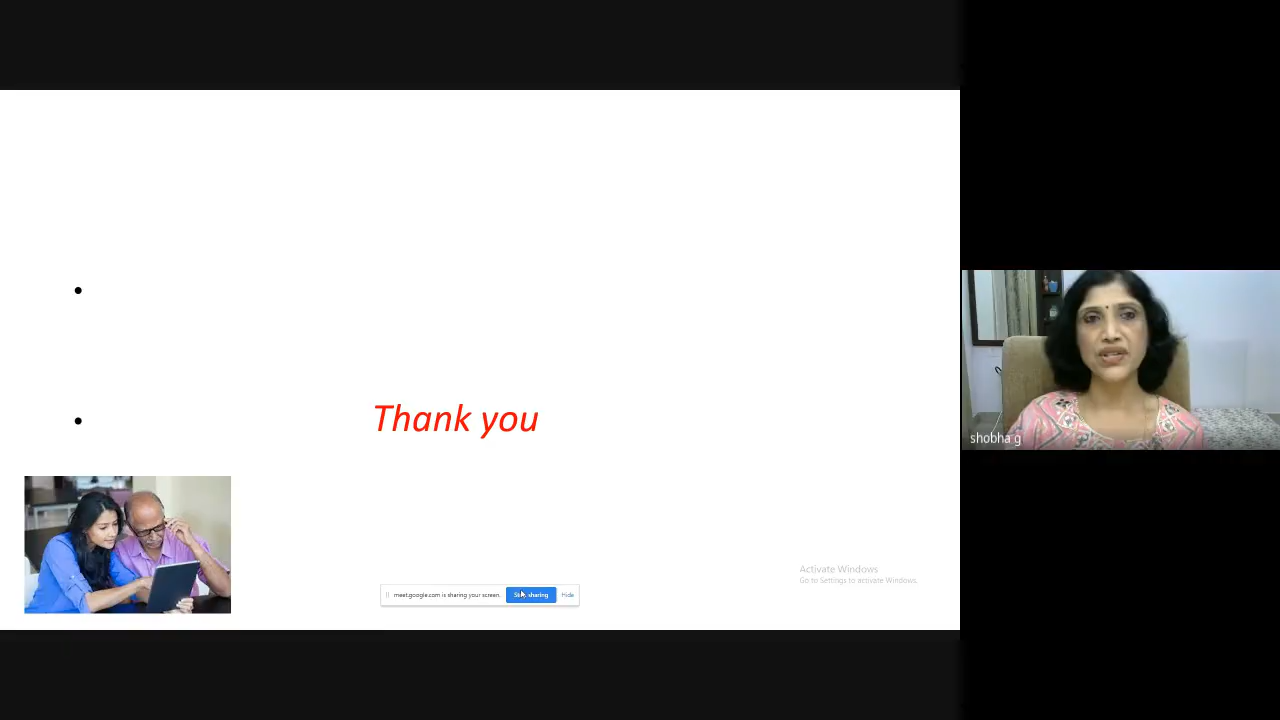 Thank you
shobha g
Activate Windows
Go to Settings to activate Windows.
meet.google.com is sharing your screen.
sharing
Hide